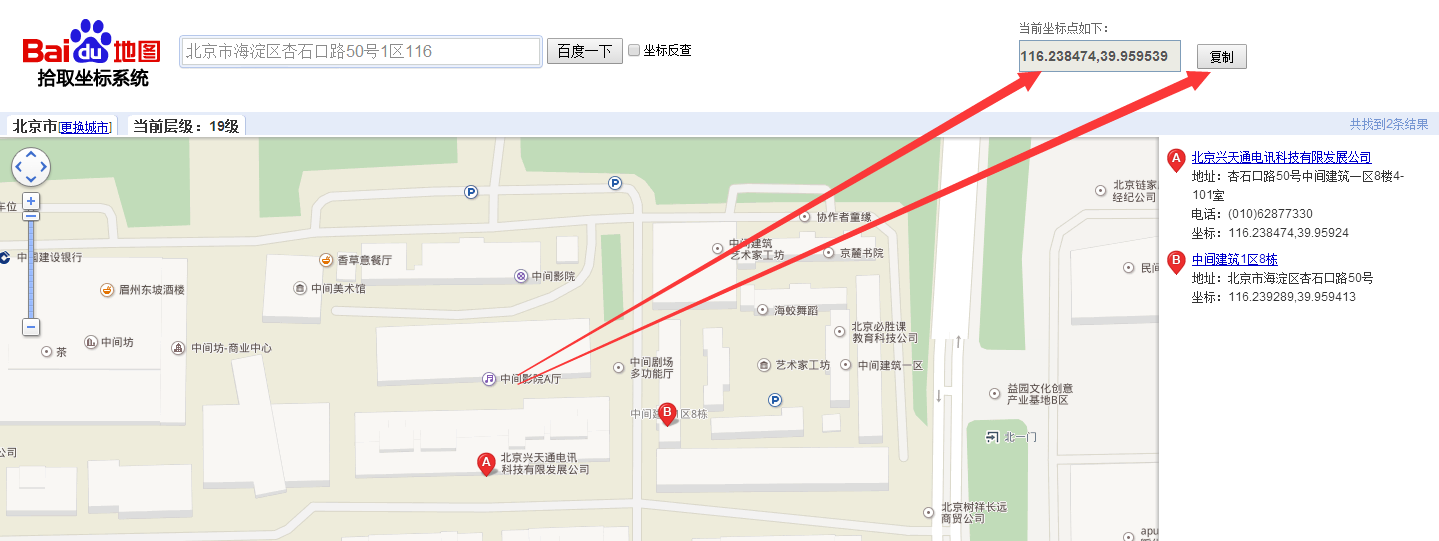 当前坐标点如下：
Bai du 地图
拾取坐标系统
北京市海淀区杏石口路50号1区116
百度一下
坐标反查
116.238474,39.959539
复制
北京市[更换城市]
当前层级：19级
共找到2条结果
A
北京兴天通电讯科技有限发展公司
地址：杏石口路50号中间建筑一区8楼4-
101室
电话：(010)62877330
坐标：116.238474,39.95924
B
中间建筑1区8栋
地址：北京市海淀区杏石口路50号
坐标：116.239289,39.959413
P
P
车位
北京链家
经纪公司
协作者童缘
中国建设银行
香草意餐厅
中间建筑
艺术家工坊
京麓书院
中间影院
民间
眉州东坡酒楼
中间美术馆
海蛟舞蹈
北京必胜课
教育科技公司
茶
中间坊
中间坊-商业中心
中间剧场
多功能厅
艺术家工坊
中间建筑一区
中间影院A厅
益园文化创意
产业基地B区
P
B
区8栋
北一门
公司
A
北京兴天通电讯
科技有限发展公司
北京树祥长远
商贸公司
apu